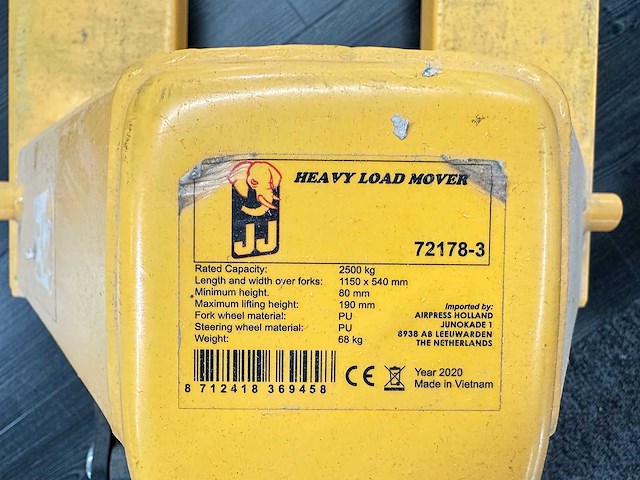 HEAVY LOAD MOVER
JJ
72178-3
Rated Capacity: 2500 kg
Length and width over forks: 1150 x 540 mm
Minimum height. 80 mm
Maximum lifting height: 190 mm
Fork wheel material: PU
Steering wheel material: PU
Weight: 68 kg
Imported by:
AIRPRESS HOLLAND
JUNOKADE 1
8938 AB LEEUWARDEN
THE NETHERLANDS
8 712418 369458
CE
Year 2020
Made in Vietnam